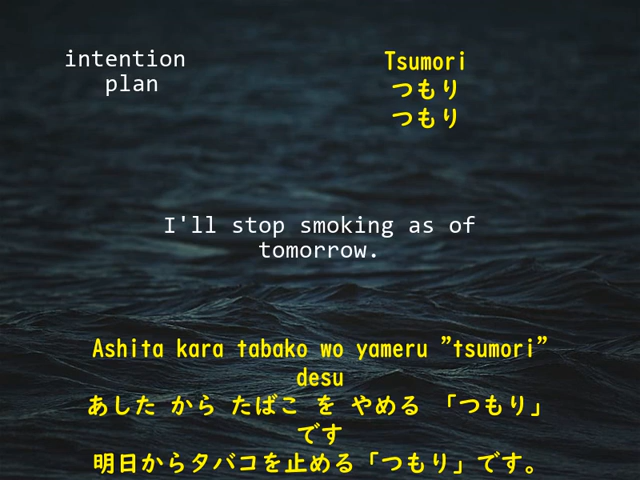 intention
plan
Tsumori
つもり
つもり
I'll stop smoking as of
tomorrow.
Ashita kara tabako wo yameru ”tsumori”
desu
あした から たばこ を やめる 「つもり」
です
明日からタバコを止める「つもり」です。